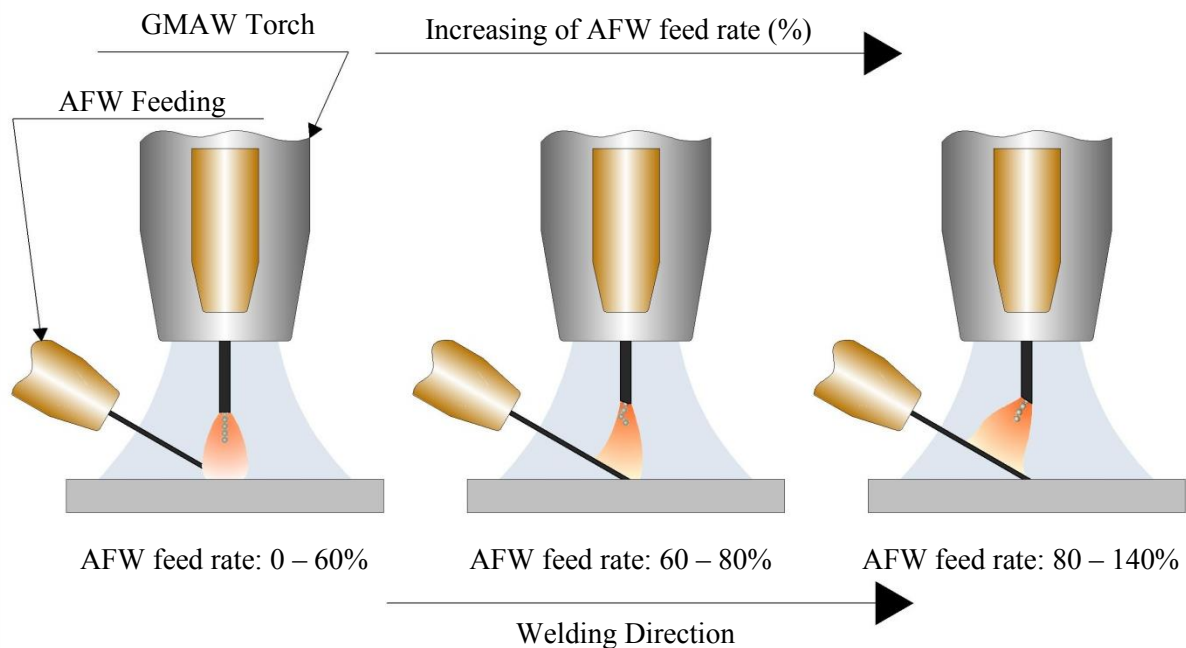 GMAW Torch
Increasing of AFW feed rate (%)
AFW Feeding
AFW feed rate: 0 – 60%
AFW feed rate: 60 – 80%
AFW feed rate: 80 – 140%
Welding Direction